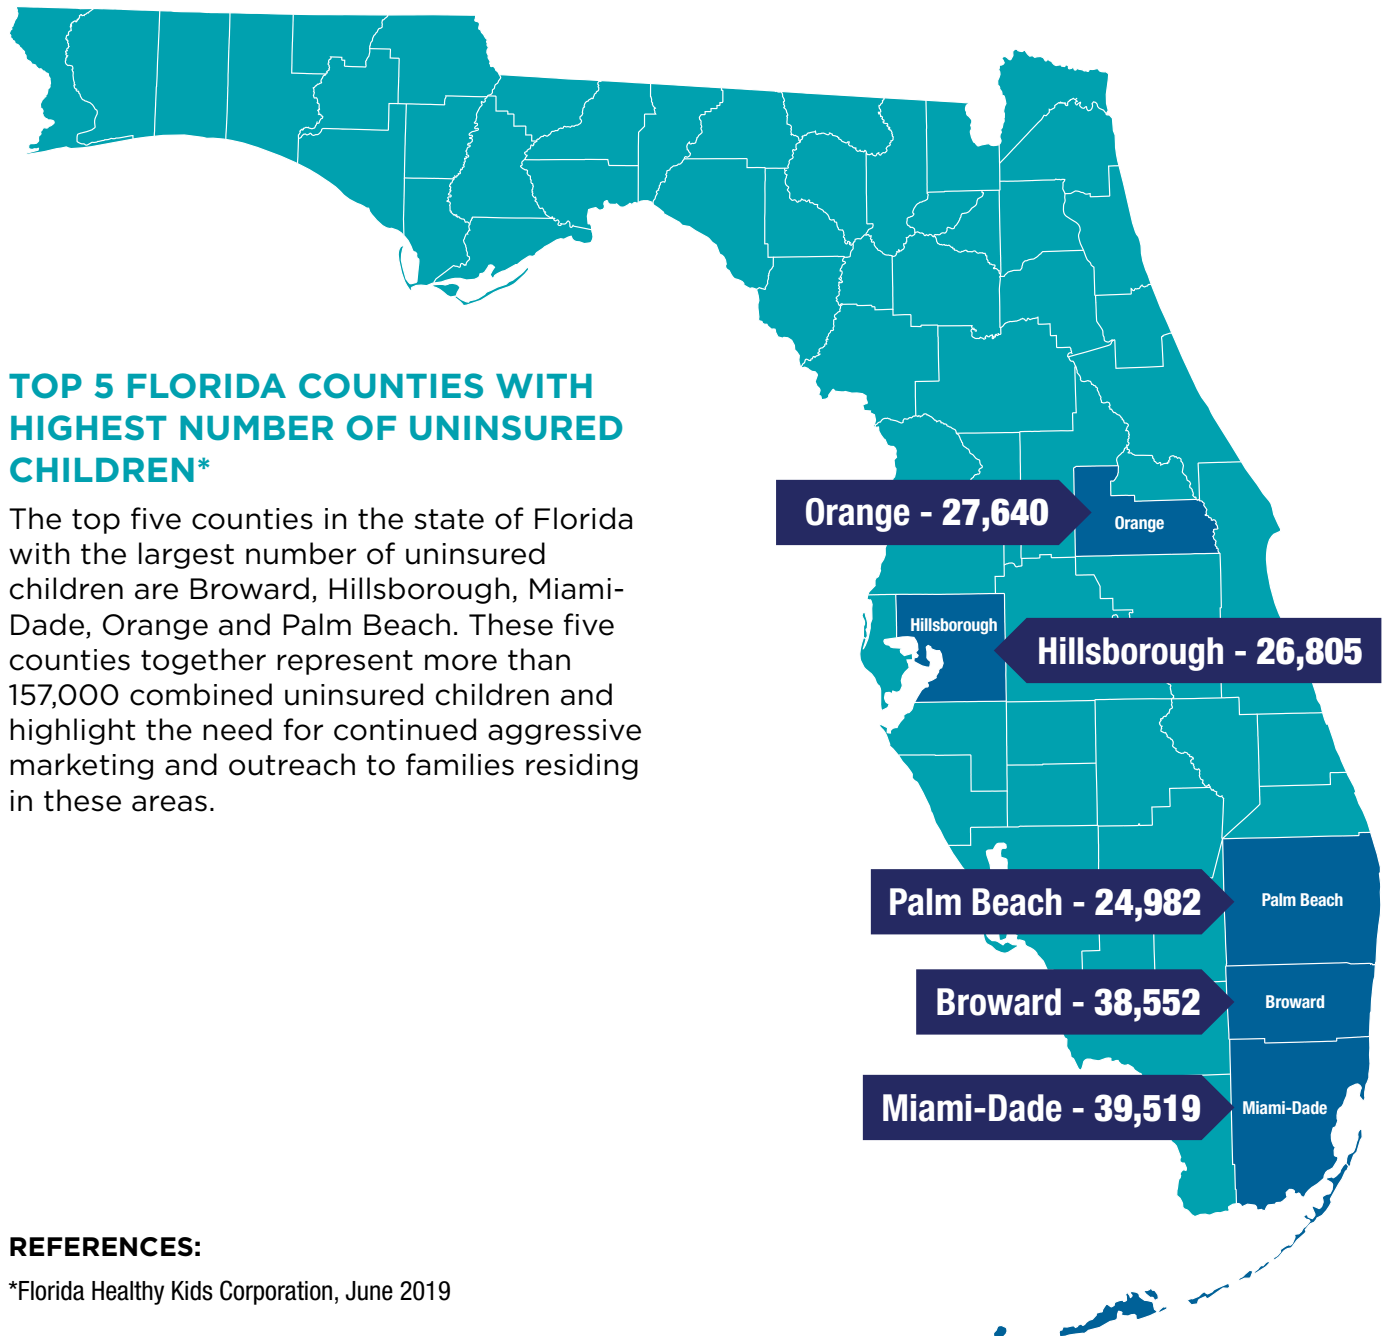 TOP 5 FLORIDA COUNTIES WITH
HIGHEST NUMBER OF UNINSURED
CHILDREN*
The top five counties in the state of Florida
with the largest number of uninsured
children are Broward, Hillsborough, Miami-
Dade, Orange and Palm Beach. These five
counties together represent more than
157,000 combined uninsured children and
highlight the need for continued aggressive
marketing and outreach to families residing
in these areas.
Orange - 27,640
Orange
Hillsborough
Hillsborough - 26,805
Palm Beach - 24,982
Palm Beach
Broward - 38,552
Broward
Miami-Dade - 39,519
Miami-Dade
REFERENCES:
*Florida Healthy Kids Corporation, June 2019